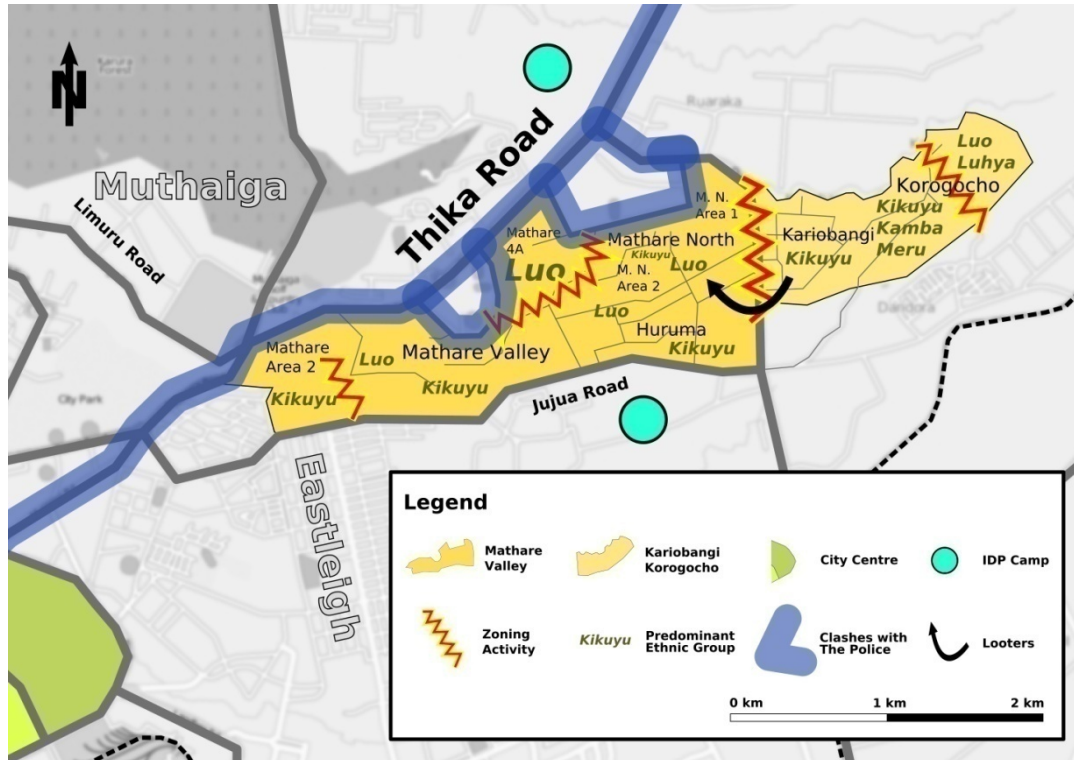 N
Karura
Forest
Muthaiga
Limuru Road
Thika Road
Ruaraka
Luo
Luhya
Korogocho
Kikuyu
Kamba
Meru
M. N.
Area 1
Kariobangi
Kikuyu
Mathare
4A
Luo
Mathare North
Kikuyu
Luo
M. N.
Area 2
Luo
Huruma
Kikuyu
Dandora
Mathare
Area 2
Luo
Mathare Valley
Kikuyu
Kikuyu
City Park
Jujua Road
Eastleigh
Legend
Mathare
Valley
Kariobangi
Korogocho
City Centre
IDP Camp
Zoning
Activity
Kikuyu
Predominant
Ethnic Group
Clashes with
The Police
Looters
0 km
1 km
2 km